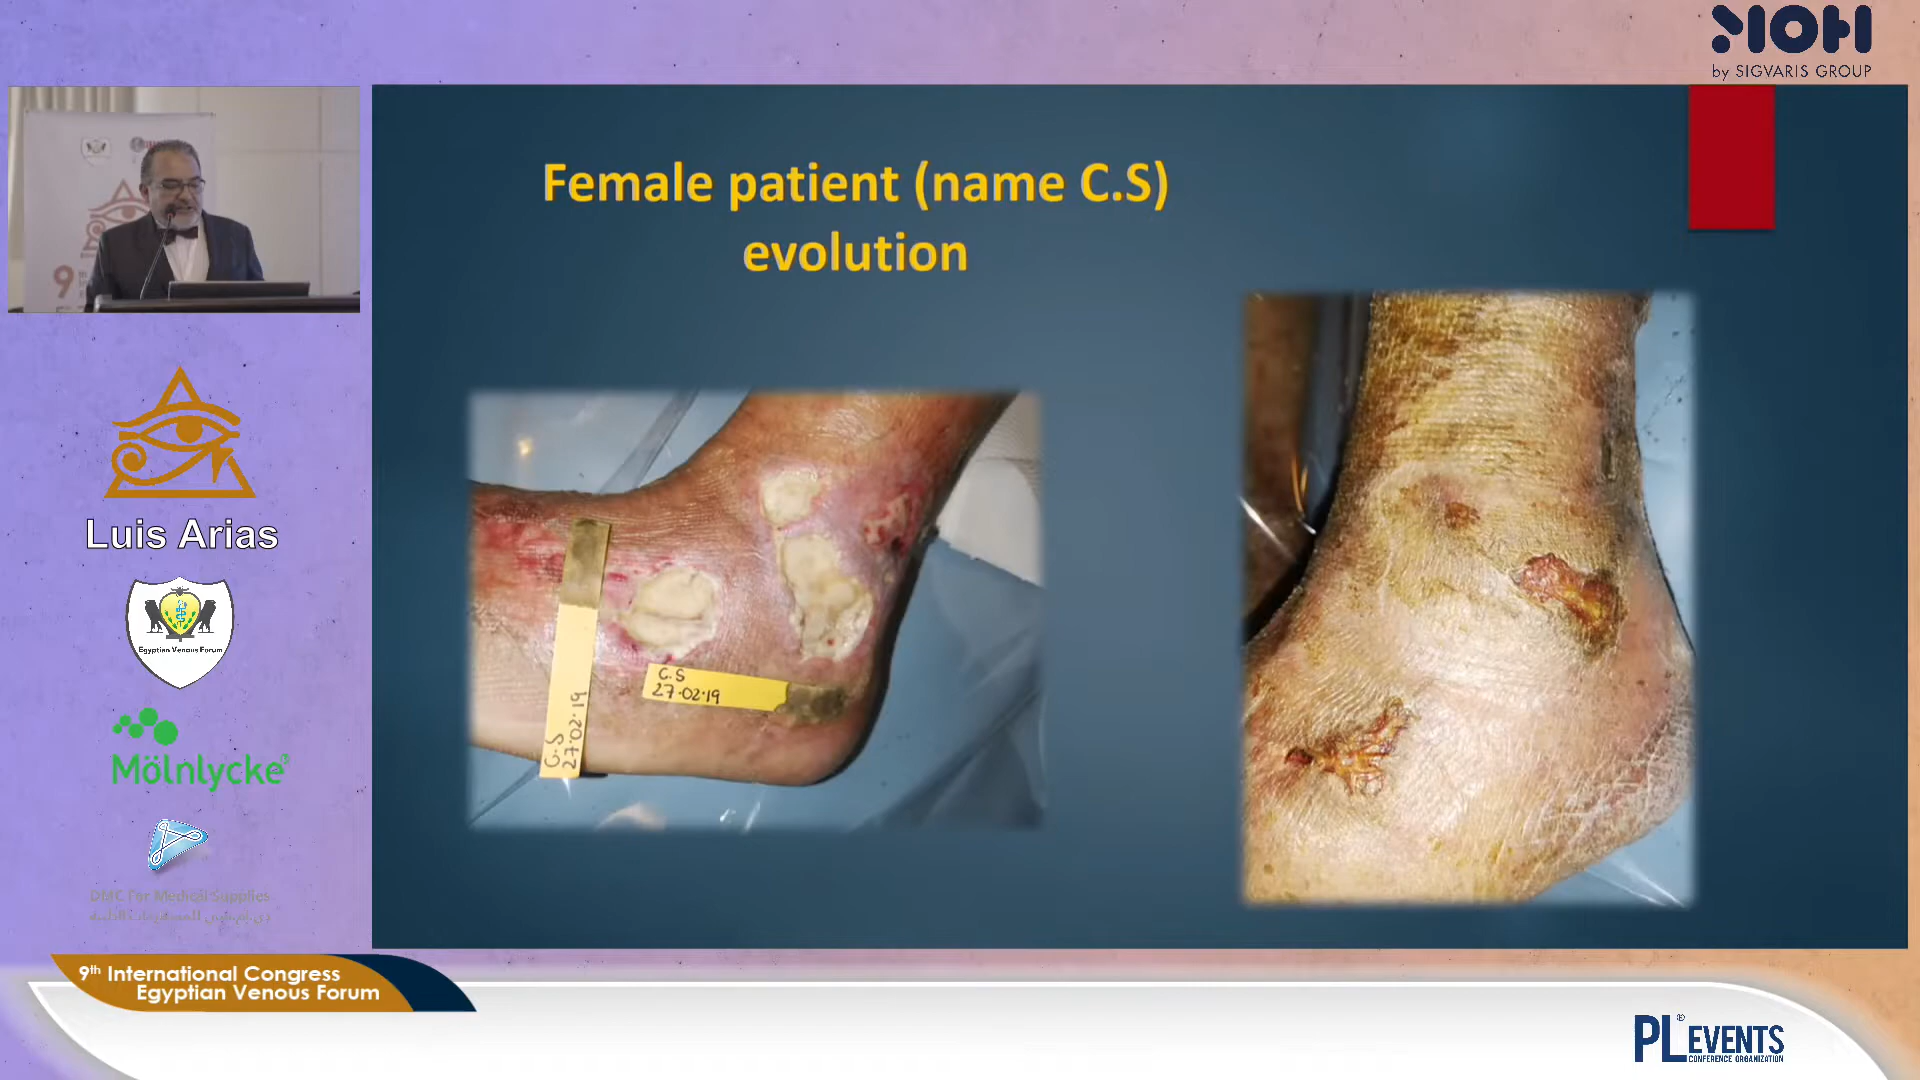 MOH
by SIGVARIS GROUP
Female patient (name C.S)
evolution
9
C.S
27.02.19
C.S
27.02.19
Luis Arias
Egyptian Venous Forum
Mölnlycke®
DMC For Medical Supplies
9th International Congress
Egyptian Venous Forum
PL® EVENTS
CONFERENCE ORGANIZATION